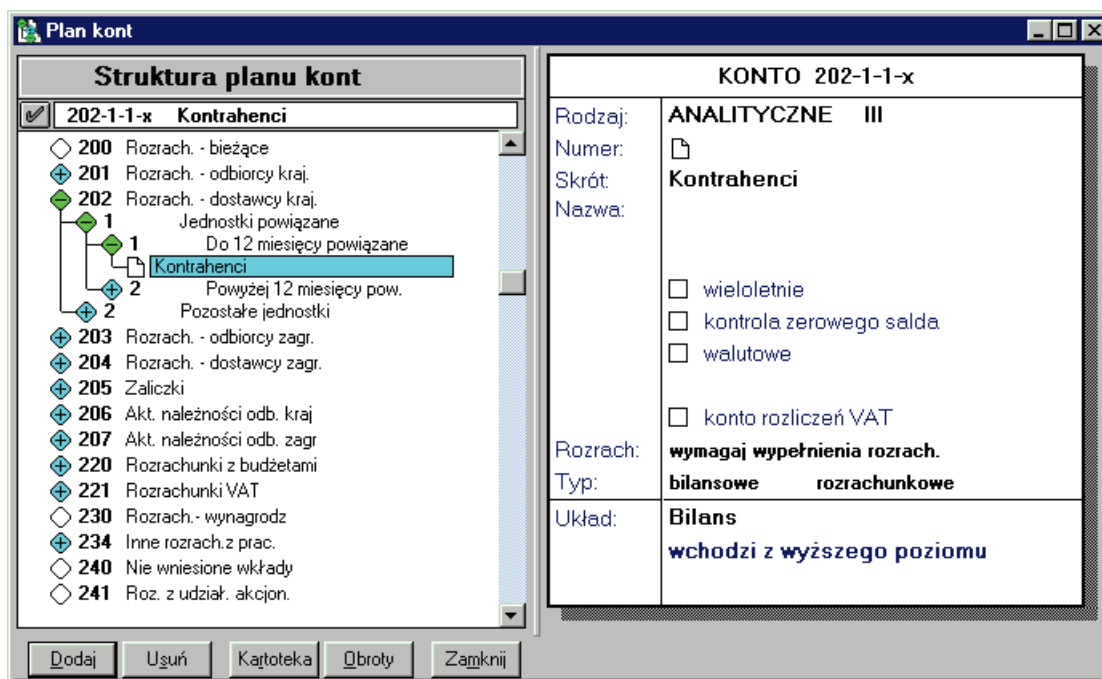 Plan kont
Struktura planu kont
202-1-1-x Kontrahenci
200 Rozrach. - bieżące
201 Rozrach. - odbiorcy kraj.
202 Rozrach. - dostawcy kraj.
1 Jednostki powiązane
1 Do 12 miesięcy powiązane
Kontrahenci
2 Powyżej 12 miesięcy pow.
2 Pozostałe jednostki
203 Rozrach. - odbiorcy zagr.
204 Rozrach. - dostawcy zagr.
205 Zaliczki
206 Akt. należności odb. kraj
207 Akt. należności odb. zagr
220 Rozrachunki z budżetami
221 Rozrachunki VAT
230 Rozrach.- wynagrodz
234 Inne rozrach.z prac.
240 Nie wniesione wkłady
241 Roz. z udział. akcjon.
Dodaj Usuń Kartoteka Obroty Zamknij
KONTO 202-1-1-x
Rodzaj: ANALITYCZNE III
Numer:
Skrót: Kontrahenci
Nazwa:
wieloletnie
kontrola zerowego salda
walutowe
konto rozliczeń VAT
Rozrach: wymagaj wypełnienia rozrach.
Typ: bilansowe rozrachunkowe
Układ: Bilans
wchodzi z wyższego poziomu